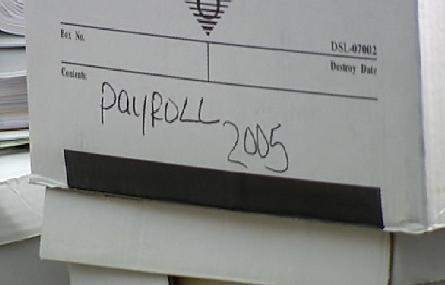 Box No.
DSL-07002
Destroy Date
Contents:
PAYROLL
2005